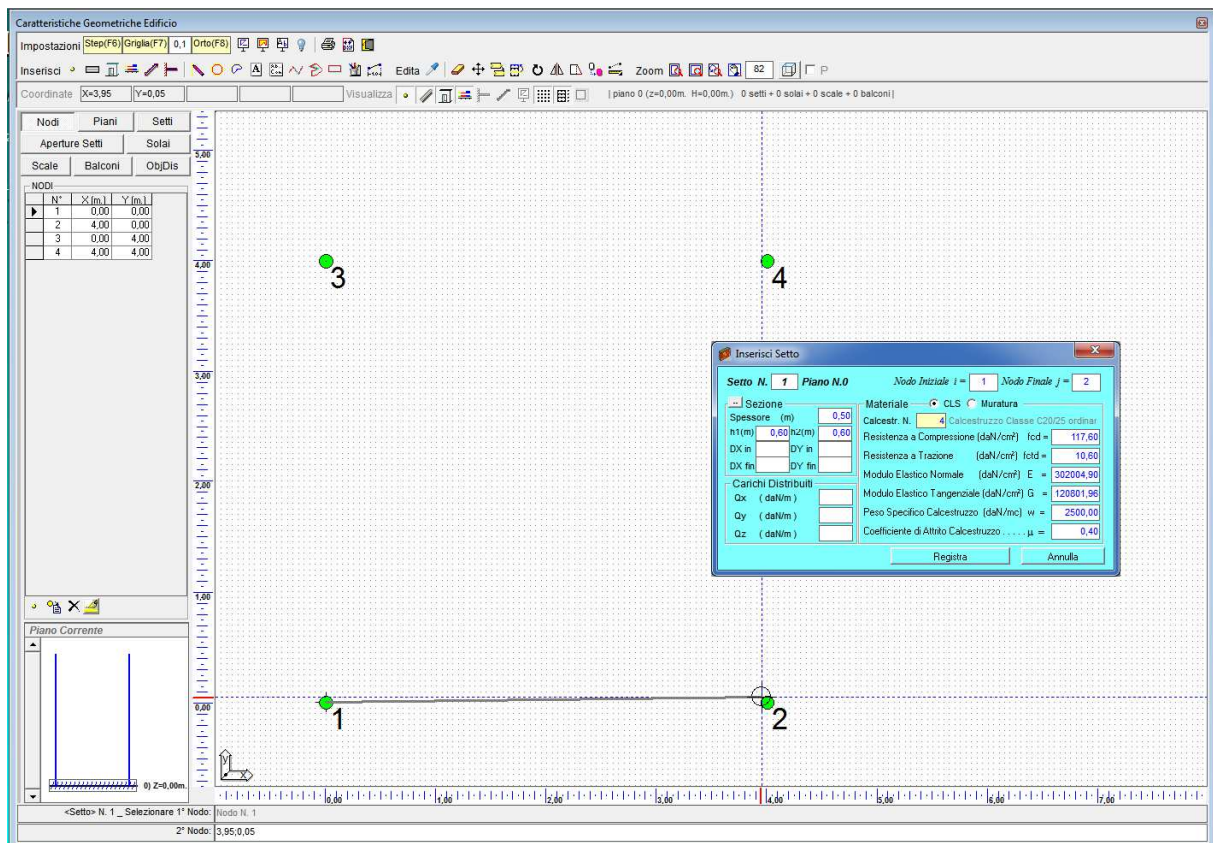 Caratteristiche Geometriche Edificio
Impostazioni Step(F6) Griglia(F7) 0,1 Orto(F8)
Inserisci A Edita Zoom 82 P
Coordinate X=3,95 Y=0,05 Visualizza | piano 0 (z=0,00m. H=0,00m.) 0 setti + 0 solai + 0 scale + 0 balconi |
Nodi Piani Setti
Aperture Setti Solai
Scale Balconi ObjDis
NODI
N° X (m.) Y (m.)
1 0,00 0,00
2 4,00 0,00
3 0,00 4,00
4 4,00 4,00
5,00
4,00
3,00
2,00
1,00
0,00
3
4
1
2
y
x
0,00 1,00 2,00 3,00 4,00 5,00 6,00 7,00
Inserisci Setto
Setto N. 1 Piano N.0 Nodo Iniziale i = 1 Nodo Finale j = 2
Sezione
Spessore (m) 0,50
h1(m) 0,60 h2(m) 0,60
DX in DY in
DX fin DY fin
Carichi Distribuiti
Qx ( daN/m )
Qy ( daN/m )
Qz ( daN/m )
Materiale CLS Muratura
Calcestr. N. 4 Calcestruzzo Classe C20/25 ordinar
Resistenza a Compressione (daN/cm²) fcd = 117,60
Resistenza a Trazione (daN/cm²) fctd = 10,60
Modulo Elastico Normale (daN/cm²) E = 302004,90
Modulo Elastico Tangenziale (daN/cm²) G = 120801,96
Peso Specifico Calcestruzzo (daN/mc) w = 2500,00
Coefficiente di Attrito Calcestruzzo . . . . . µ = 0,40
Registra Annulla
Piano Corrente
0) Z=0,00m.
<Setto> N. 1 _ Selezionare 1° Nodo: Nodo N. 1
2° Nodo: 3,95;0,05